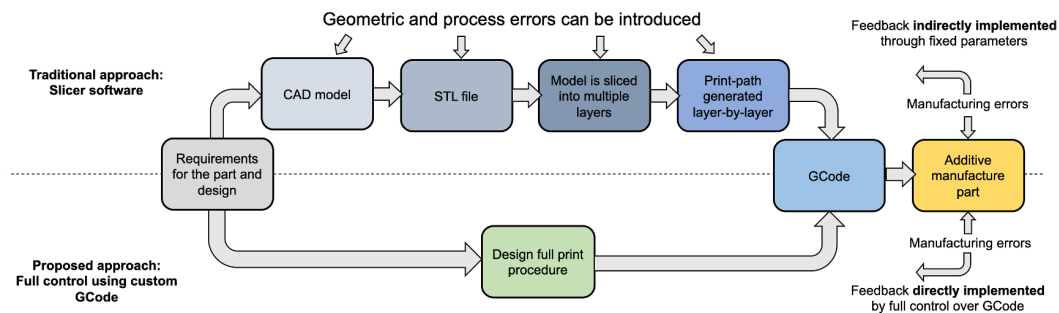 Geometric and process errors can be introduced
Feedback indirectly implemented
through fixed parameters
Traditional approach:
Slicer software
CAD model
STL file
Model is sliced
into multiple
layers
Print-path
generated
layer-by-layer
Manufacturing errors
Requirements
for the part and
design
GCode
Additive
manufacture
part
Proposed approach:
Full control using custom
GCode
Design full print
procedure
Manufacturing errors
Feedback directly implemented
by full control over GCode